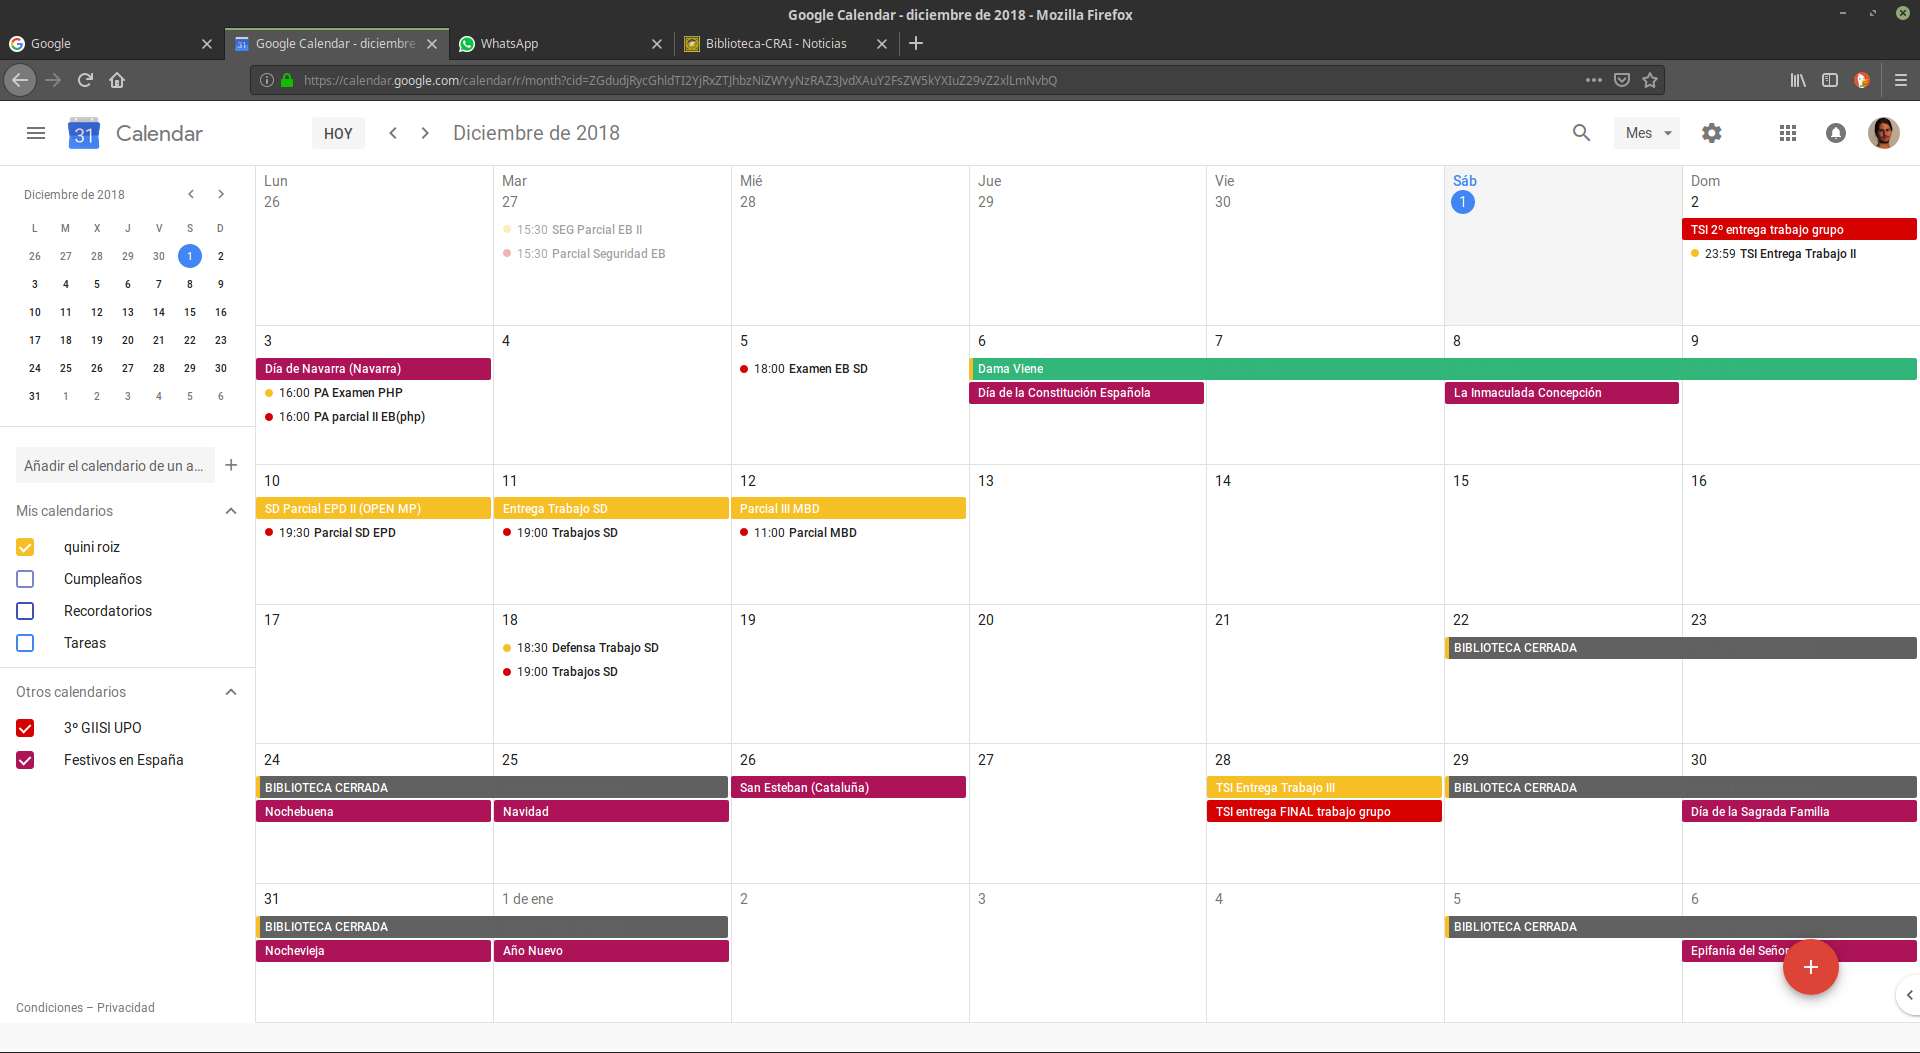 Google Calendar - diciembre de 2018 - Mozilla Firefox
Google
Google Calendar - diciembre
WhatsApp
Biblioteca-CRAI - Noticias
https://calendar.google.com/calendar/r/month?cid=ZGdudjRycGhldTI2YjRxZTJhbzNiZWYyNzRAZ3JvdXAuY2FsZW5kYXIuZ29vZ2xlLmNvbQ
31
Calendar
HOY
Diciembre de 2018
Mes
Diciembre de 2018
L M X J V S D
26 27 28 29 30 1 2
3 4 5 6 7 8 9
10 11 12 13 14 15 16
17 18 19 20 21 22 23
24 25 26 27 28 29 30
31 1 2 3 4 5 6
Añadir el calendario de un a...
Mis calendarios
quini roiz
Cumpleaños
Recordatorios
Tareas
Otros calendarios
3º GIISI UPO
Festivos en España
Condiciones – Privacidad
Lun Mar Mié Jue Vie Sáb Dom
26 27 28 29 30 1 2
15:30 SEG Parcial EB II
15:30 Parcial Seguridad EB
TSI 2º entrega trabajo grupo
23:59 TSI Entrega Trabajo II
3 4 5 6 7 8 9
Día de Navarra (Navarra)
16:00 PA Examen PHP
16:00 PA parcial II EB(php)
18:00 Examen EB SD
Dama Viene
Día de la Constitución Española
La Inmaculada Concepción
10 11 12 13 14 15 16
SD Parcial EPD II (OPEN MP)
19:30 Parcial SD EPD
Entrega Trabajo SD
19:00 Trabajos SD
Parcial III MBD
11:00 Parcial MBD
17 18 19 20 21 22 23
18:30 Defensa Trabajo SD
19:00 Trabajos SD
BIBLIOTECA CERRADA
24 25 26 27 28 29 30
BIBLIOTECA CERRADA
Nochebuena
Navidad
San Esteban (Cataluña)
TSI Entrega Trabajo III
TSI entrega FINAL trabajo grupo
BIBLIOTECA CERRADA
Día de la Sagrada Familia
31 1 de ene 2 3 4 5 6
BIBLIOTECA CERRADA
Nochevieja
Año Nuevo
BIBLIOTECA CERRADA
Epifanía del Señor